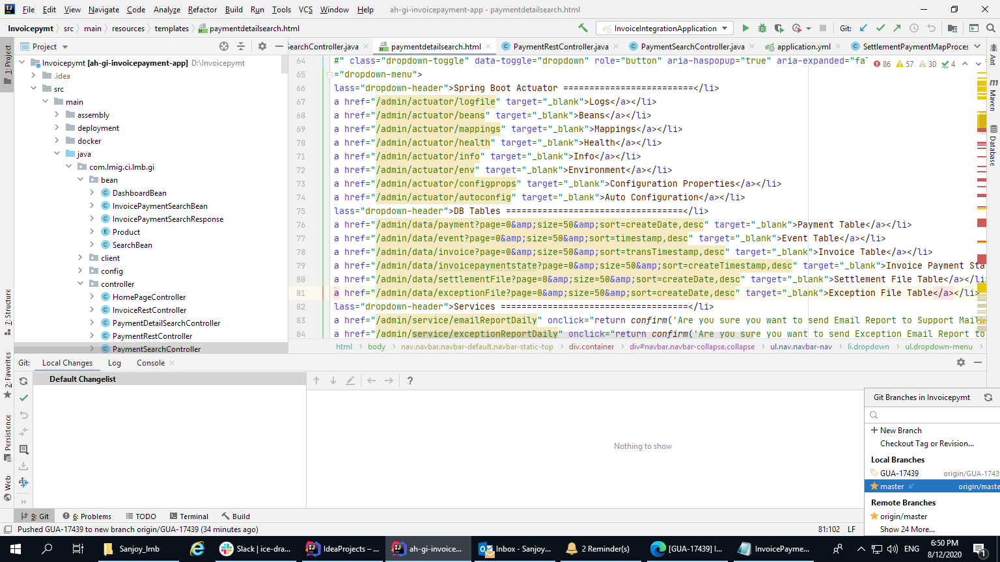 File Edit View Navigate Code Analyze Refactor Build Run Tools VCS Window Help ah-gi-invoicepayment-app - paymentdetailsearch.html
Invoicepymt src main resources templates paymentdetailsearch.html InvoiceIntegrationApplication Git:
Project
SearchController.java paymentdetailsearch.html PaymentRestController.java PaymentSearchController.java application.yml SettlementPaymentMapProces
1: Project
7: Structure
2: Favorites
Persistence
Web
Invoicepymt [ah-gi-invoicepayment-app] D:\Invoicepymt
.idea
src
main
assembly
deployment
docker
java
com.lmig.ci.lmb.gi
bean
DashboardBean
InvoicePaymentSearchBean
InvoicePaymentSearchResponse
Product
SearchBean
client
config
controller
HomePageController
InvoiceRestController
PaymentDetailSearchController
PaymentRestController
PaymentSearchController
86 57 30 4
64 #" class="dropdown-toggle" data-toggle="dropdown" role="button" aria-haspopup="true" aria-expanded="fal
65 ="dropdown-menu">
66 lass="dropdown-header">Spring Boot Actuator =========================</li>
67 a href="/admin/actuator/logfile" target="_blank">Logs</a></li>
68 a href="/admin/actuator/beans" target="_blank">Beans</a></li>
69 a href="/admin/actuator/mappings" target="_blank">Mappings</a></li>
70 a href="/admin/actuator/health" target="_blank">Health</a></li>
71 a href="/admin/actuator/info" target="_blank">Info</a></li>
72 a href="/admin/actuator/env" target="_blank">Environment</a></li>
73 a href="/admin/actuator/configprops" target="_blank">Configuration Properties</a></li>
74 a href="/admin/actuator/autoconfig" target="_blank">Auto Configuration</a></li>
75 lass="dropdown-header">DB Tables ==================================</li>
76 a href="/admin/data/payment?page=0&amp;size=50&amp;sort=createDate,desc" target="_blank">Payment Table</a></li>
77 a href="/admin/data/event?page=0&amp;size=50&amp;sort=timestamp,desc" target="_blank">Event Table</a></li>
78 a href="/admin/data/invoice?page=0&amp;size=50&amp;sort=transTimestamp,desc" target="_blank">Invoice Table</a></li>
79 a href="/admin/data/invoicepaymentstate?page=0&amp;size=50&amp;sort=createTimestamp,desc" target="_blank">Invoice Payment Sta
80 a href="/admin/data/settlementFile?page=0&amp;size=50&amp;sort=createDate,desc" target="_blank">Settlement File Table</a></li
81 a href="/admin/data/exceptionFile?page=0&amp;size=50&amp;sort=createDate,desc" target="_blank">Exception File Table</a></li>
82 lass="dropdown-header">Services ====================================</li>
83 a href="/admin/service/emailReportDaily" onclick="return confirm('Are you sure you want to send Email Report to Support Mail
84 a href="/admin/service/exceptionReportDaily" onclick="return confirm('Are you sure you want to send Exception Email Report to
html body nav.navbar.navbar-default.navbar-static-top div.container div#navbar.navbar-collapse.collapse ul.nav.navbar-nav li.dropdown ul.dropdown-menu
Ant
Maven
Database
Git: Local Changes Log Console
Default Changelist
?
Nothing to show
Git Branches in Invoicepymt
New Branch
Checkout Tag or Revision...
Local Branches
GUA-17439 origin/GUA-1743
master origin/maste
Remote Branches
origin/master
Show 24 More...
9: Git 6: Problems TODO Terminal Build
Pushed GUA-17439 to new branch origin/GUA-17439 (34 minutes ago) 81:102 LF
Sanjoy_lmb Slack | ice-dra... IdeaProjects – ... ah-gi-invoice... Inbox - Sanjoy... 2 Reminder(s) [GUA-17439] I... InvoicePayme... ENG
6:50 PM
8/12/2020
1